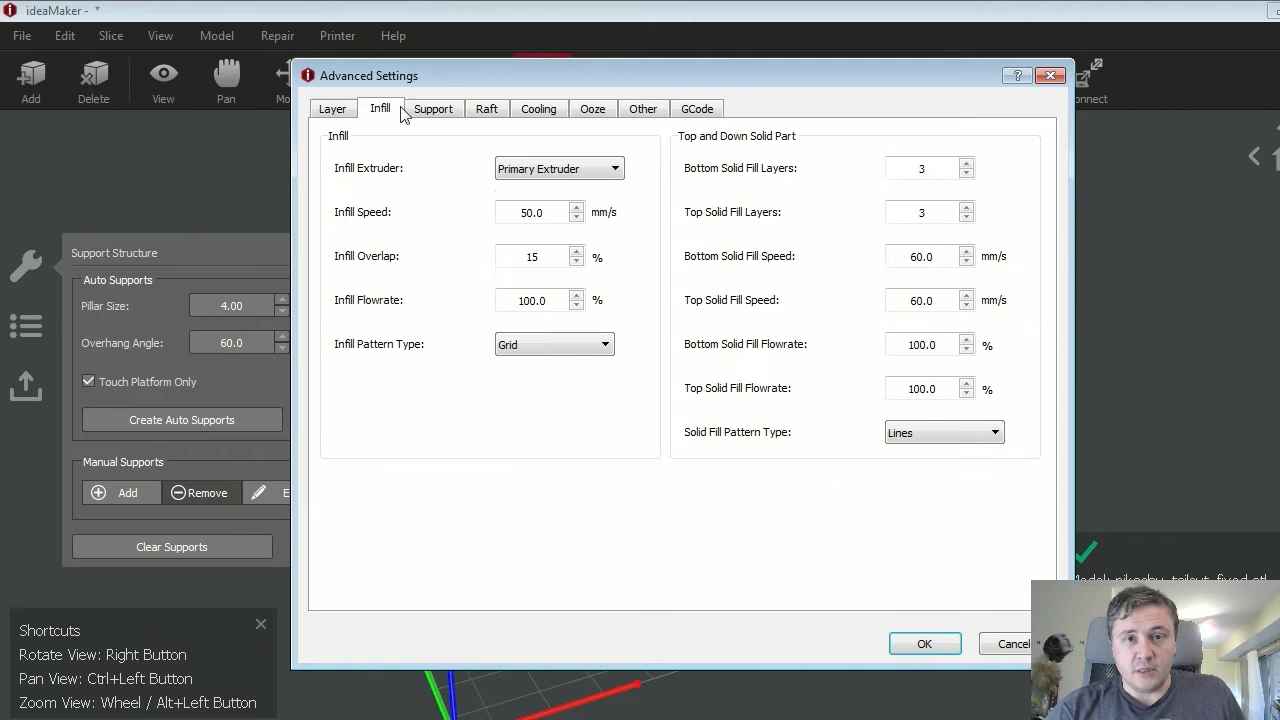 ideaMaker - *
File Edit Slice View Model Repair Printer Help
Add Delete View Pan
Advanced Settings
Layer Infill Support Raft Cooling Ooze Other GCode
Infill
Infill Extruder: Primary Extruder
Infill Speed: 50.0 mm/s
Infill Overlap: 15 %
Infill Flowrate: 100.0 %
Infill Pattern Type: Grid
Top and Down Solid Part
Bottom Solid Fill Layers: 3
Top Solid Fill Layers: 3
Bottom Solid Fill Speed: 60.0 mm/s
Top Solid Fill Speed: 60.0 mm/s
Bottom Solid Fill Flowrate: 100.0 %
Top Solid Fill Flowrate: 100.0 %
Solid Fill Pattern Type: Lines
OK Cancel
Support Structure
Auto Supports
Pillar Size: 4.00
Overhang Angle: 60.0
Touch Platform Only
Create Auto Supports
Manual Supports
Add Remove E
Clear Supports
Shortcuts
Rotate View: Right Button
Pan View: Ctrl+Left Button
Zoom View: Wheel / Alt+Left Button